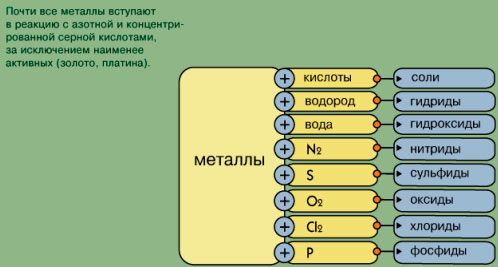 Почти все металлы вступают
в реакцию с азотной и концентри-
рованной серной кислотами,
за исключением наименее
активных (золото, платина).
металлы
+ кислоты соли
+ водород гидриды
+ вода гидроксиды
+ N2 нитриды
+ S сульфиды
+ O2 оксиды
+ Cl2 хлориды
+ P фосфиды